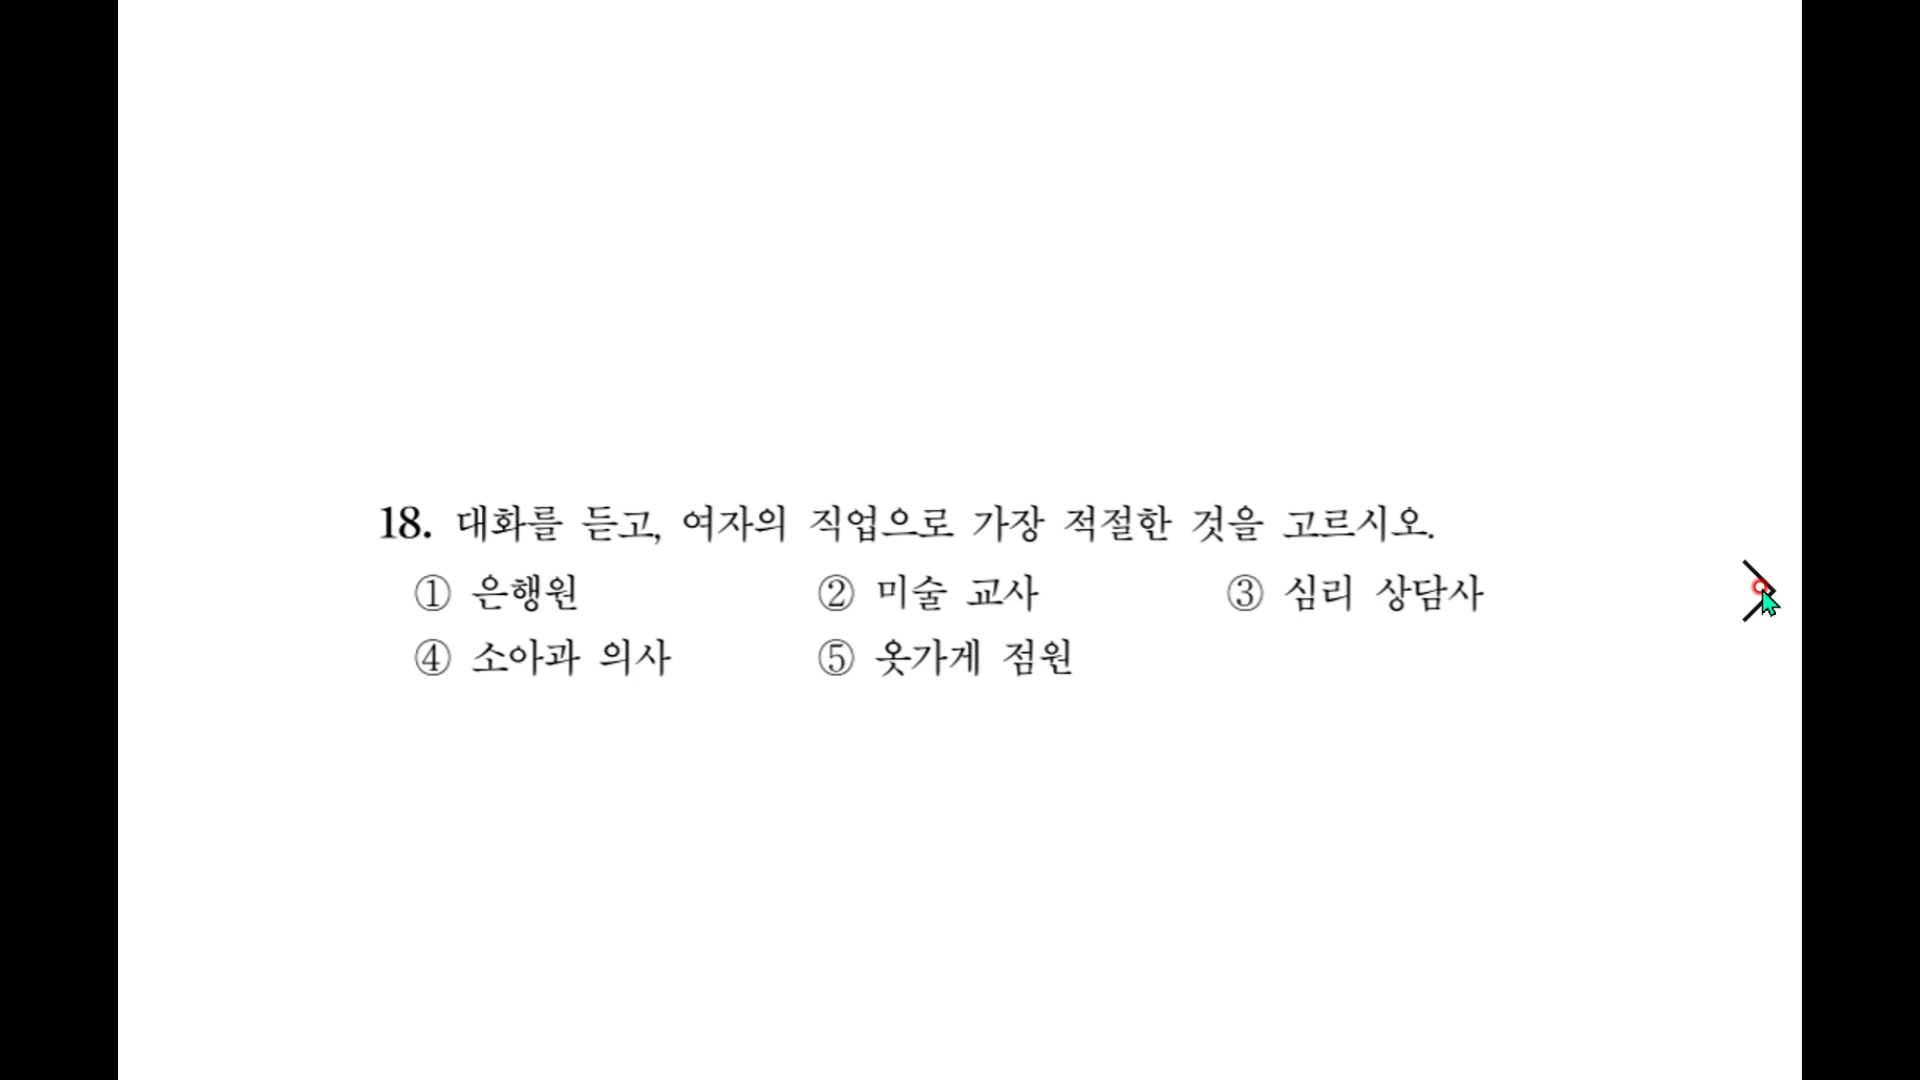 18. 대화를 듣고, 여자의 직업으로 가장 적절한 것을 고르시오.
① 은행원 ② 미술 교사 ③ 심리 상담사
④ 소아과 의사 ⑤ 옷가게 점원